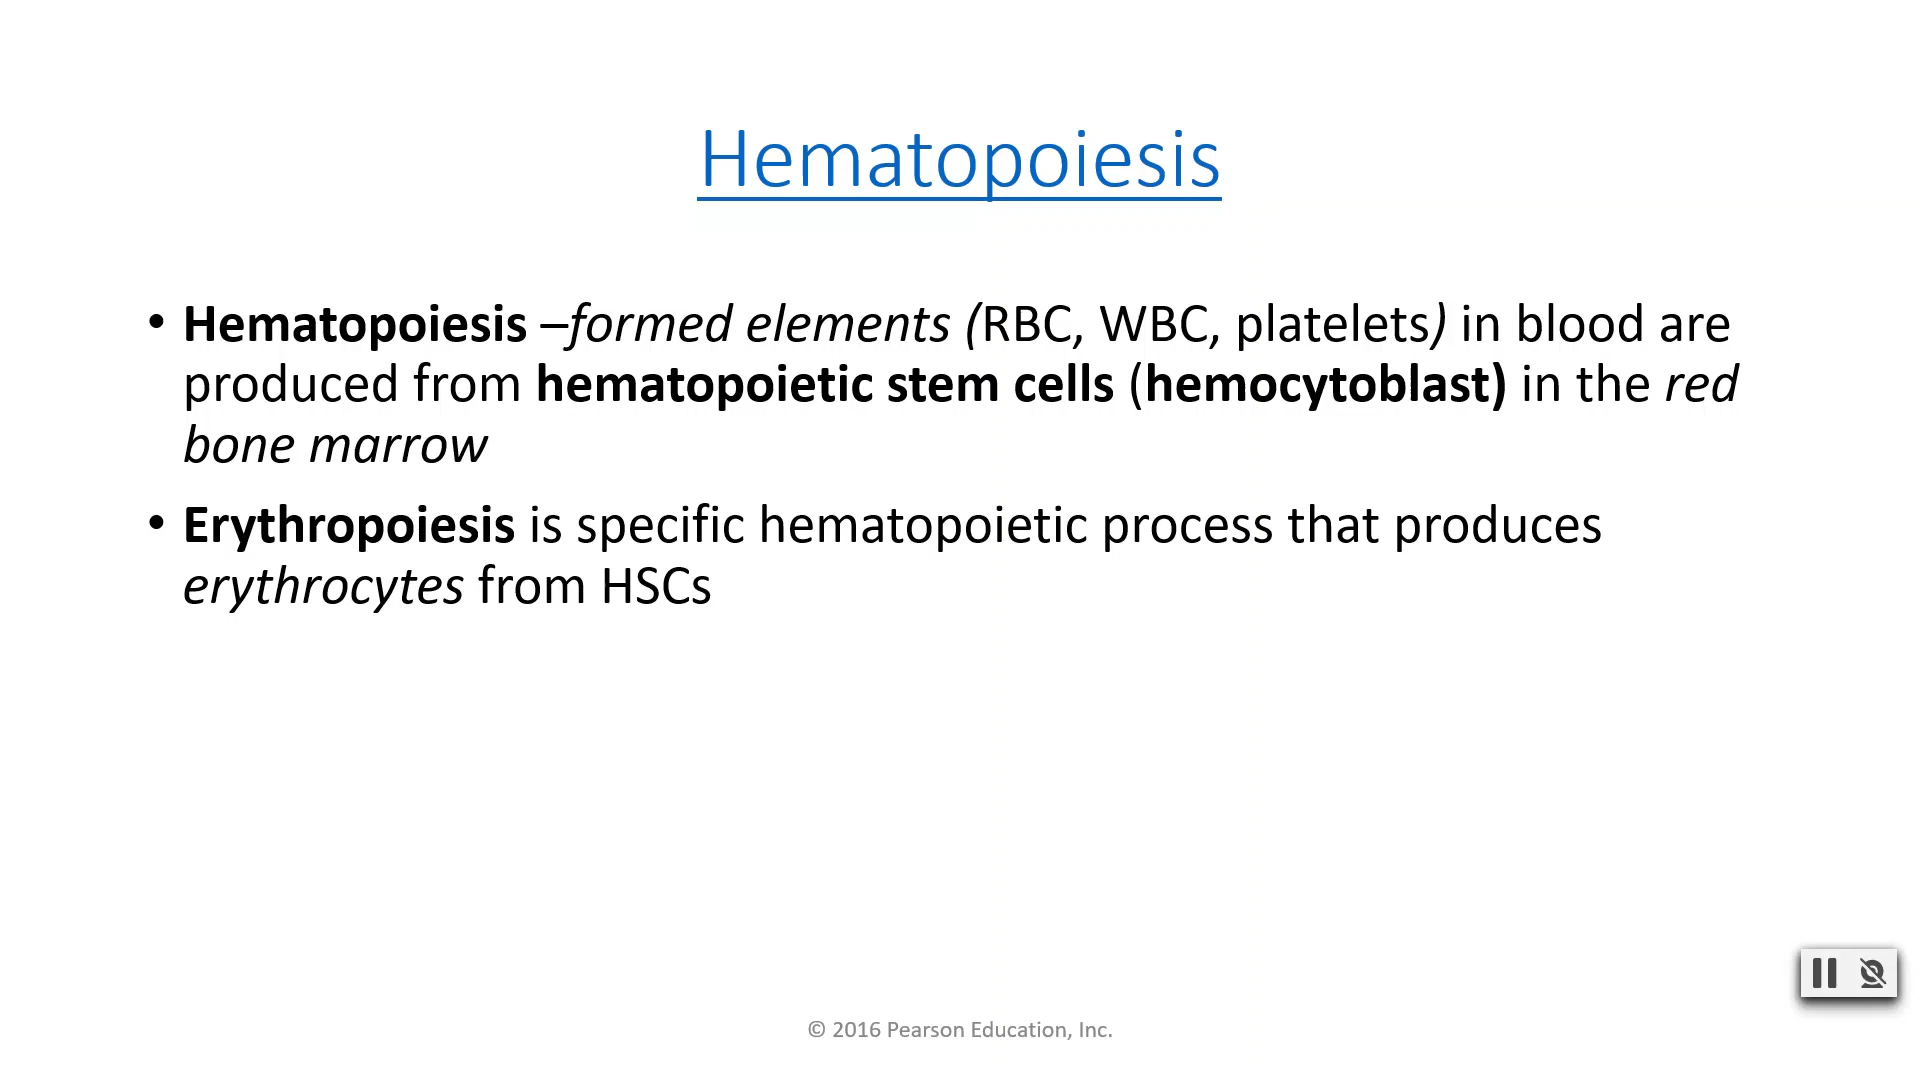 Hematopoiesis
• Hematopoiesis –formed elements (RBC, WBC, platelets) in blood are
produced from hematopoietic stem cells (hemocytoblast) in the red
bone marrow
• Erythropoiesis is specific hematopoietic process that produces
erythrocytes from HSCs
© 2016 Pearson Education, Inc.